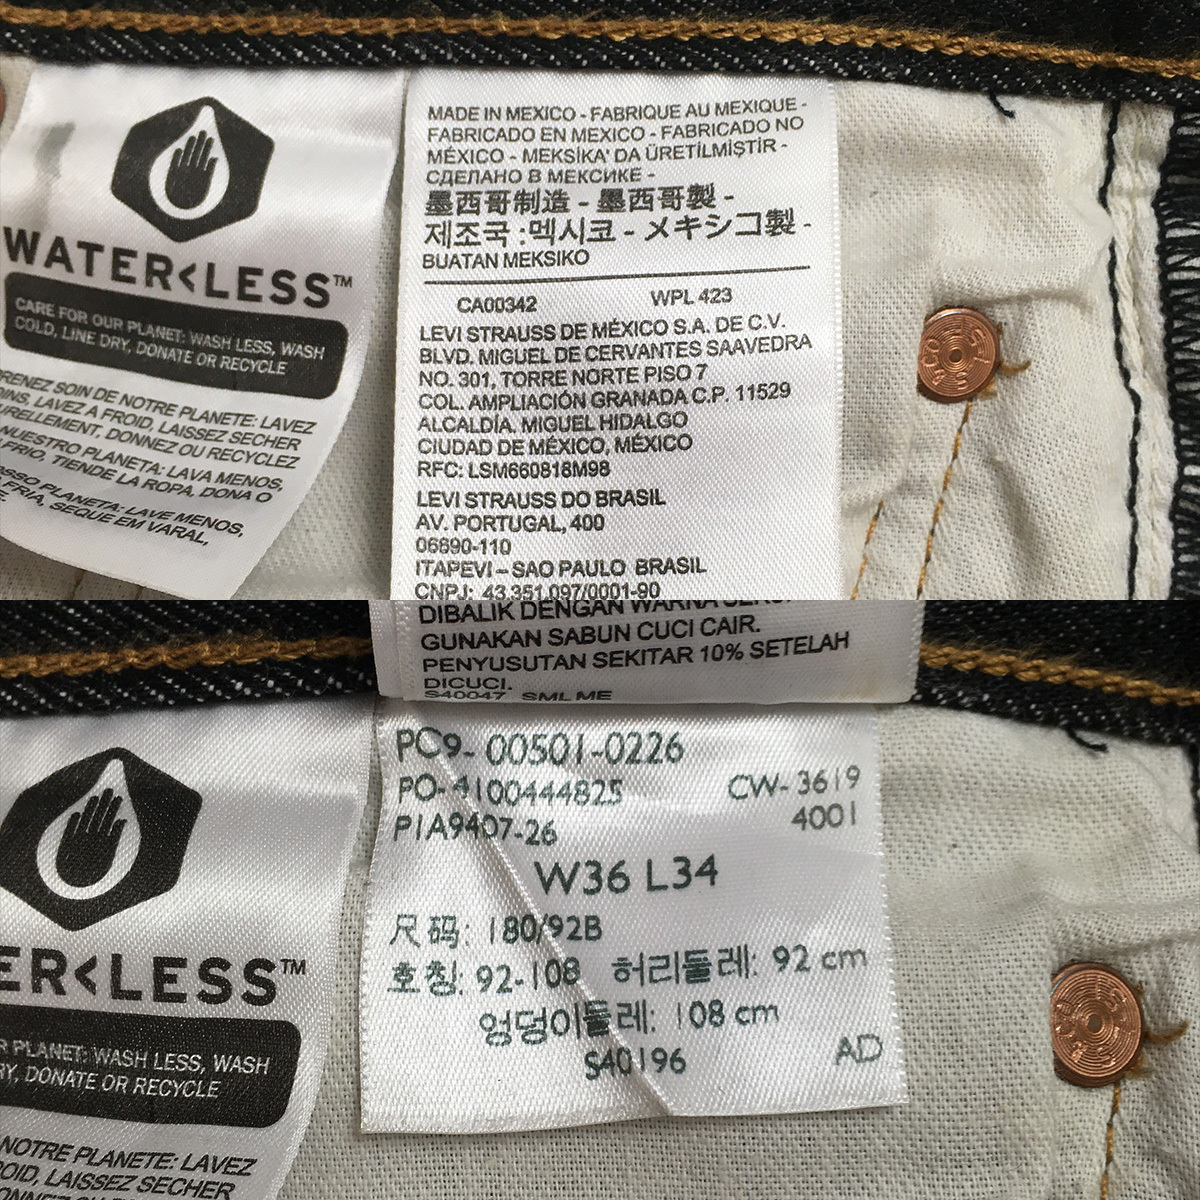 WATER<LESS™
CARE FOR OUR PLANET: WASH LESS, WASH
COLD, LINE DRY, DONATE OR RECYCLE
PRENEZ SOIN DE NOTRE PLANETE: LAVEZ
LAVEZ A FROID, LAISSEZ SECHER
DONNEZ OU RECYCLEZ
NUESTRO PLANETA: LAVA MENOS,
FRIO, TIENDE LA ROPA, DONA O
PLANETA: LAVE MENOS,
FRIA, SEQUE EM VARAL,
MADE IN MEXICO - FABRIQUE AU MEXIQUE -
FABRICADO EN MEXICO - FABRICADO NO
MÉXICO - MEKSİKA' DA ÜRETİLMİŞTİR -
СДЕЛАНО В МЕКСИКЕ -
墨西哥制造 - 墨西哥製 -
제조국 :멕시코 - メキシコ製 -
BUATAN MEKSIKO
CA00342 WPL 423
LEVI STRAUSS DE MÉXICO S.A. DE C.V.
BLVD. MIGUEL DE CERVANTES SAAVEDRA
NO. 301, TORRE NORTE PISO 7
COL. AMPLIACIÓN GRANADA C.P. 11529
ALCALDÍA. MIGUEL HIDALGO
CIUDAD DE MÉXICO, MÉXICO
RFC: LSM660818M98
LEVI STRAUSS DO BRASIL
AV. PORTUGAL, 400
06690-110
ITAPEVI – SAO PAULO BRASIL
CNPJ: 43.351.097/0001-90
DIBALIK DENGAN WARNA
GUNAKAN SABUN CUCI CAIR.
PENYUSUTAN SEKITAR 10% SETELAH
DICUCI.
S40047 SML ME
ER<LESS™
PLANET: WASH LESS, WASH
DRY, DONATE OR RECYCLE
NOTRE PLANETE: LAVEZ
LAISSEZ SECHER
PC9-00501-0226
PO-4100444825 CW-3619
P1A9407-26 4001
W36 L34
尺码: 180/92B
호칭: 92-108 허리둘레: 92 cm
엉덩이둘레: 108 cm
S40196 AD